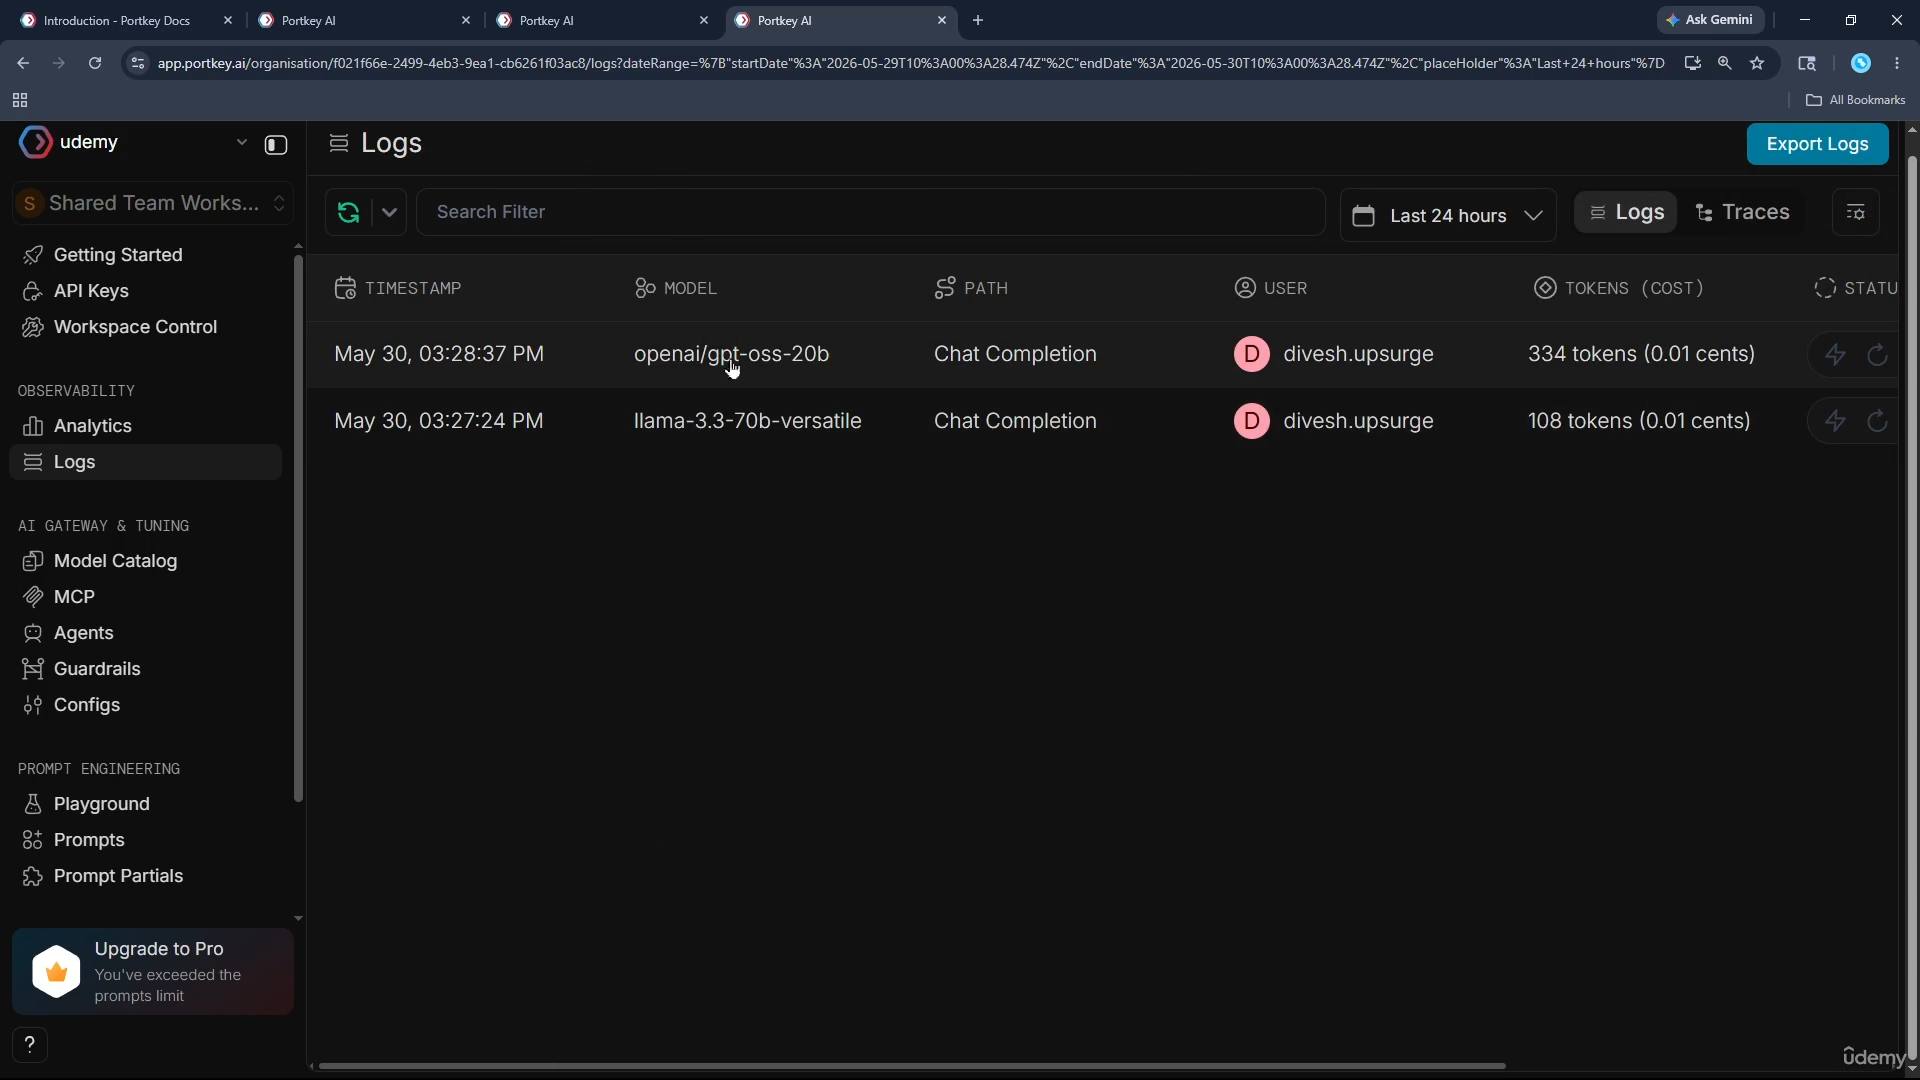 Introduction - Portkey Docs
Portkey AI
Portkey AI
Portkey AI
Ask Gemini
app.portkey.ai/organisation/f021f66e-2499-4eb3-9ea1-cb6261f03ac8/logs?dateRange=%7B"startDate"%3A"2026-05-29T10%3A00%3A28.474Z"%2C"endDate"%3A"2026-05-30T10%3A00%3A28.474Z"%2C"placeHolder"%3A"Last+24+hours"%7D
All Bookmarks
udemy
Logs
Export Logs
S Shared Team Works...
Search Filter
Last 24 hours
Logs
Traces
Getting Started
API Keys
Workspace Control
TIMESTAMP MODEL PATH USER TOKENS (COST) STATU
May 30, 03:28:37 PM openai/gpt-oss-20b Chat Completion D divesh.upsurge 334 tokens (0.01 cents)
May 30, 03:27:24 PM llama-3.3-70b-versatile Chat Completion D divesh.upsurge 108 tokens (0.01 cents)
OBSERVABILITY
Analytics
Logs
AI GATEWAY & TUNING
Model Catalog
MCP
Agents
Guardrails
Configs
PROMPT ENGINEERING
Playground
Prompts
Prompt Partials
Upgrade to Pro
You've exceeded the
prompts limit
?
udemy